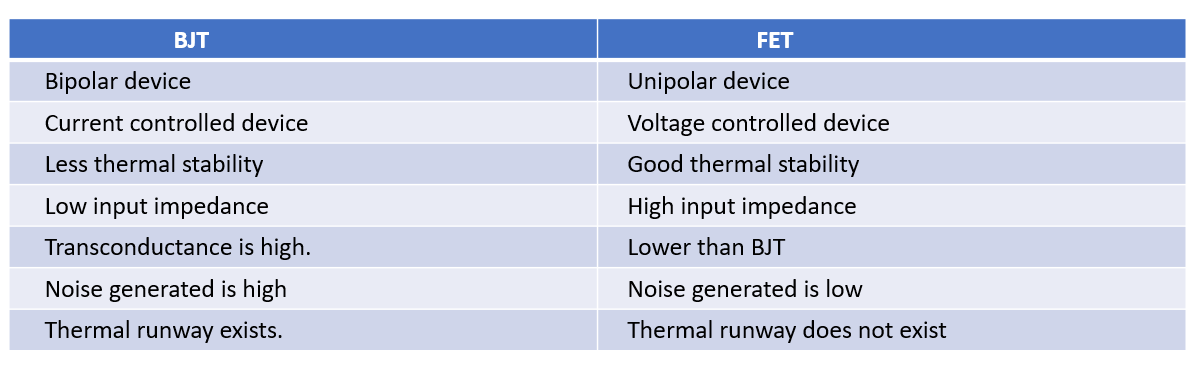 BJT FET
Bipolar device Unipolar device
Current controlled device Voltage controlled device
Less thermal stability Good thermal stability
Low input impedance High input impedance
Transconductance is high. Lower than BJT
Noise generated is high Noise generated is low
Thermal runway exists. Thermal runway does not exist